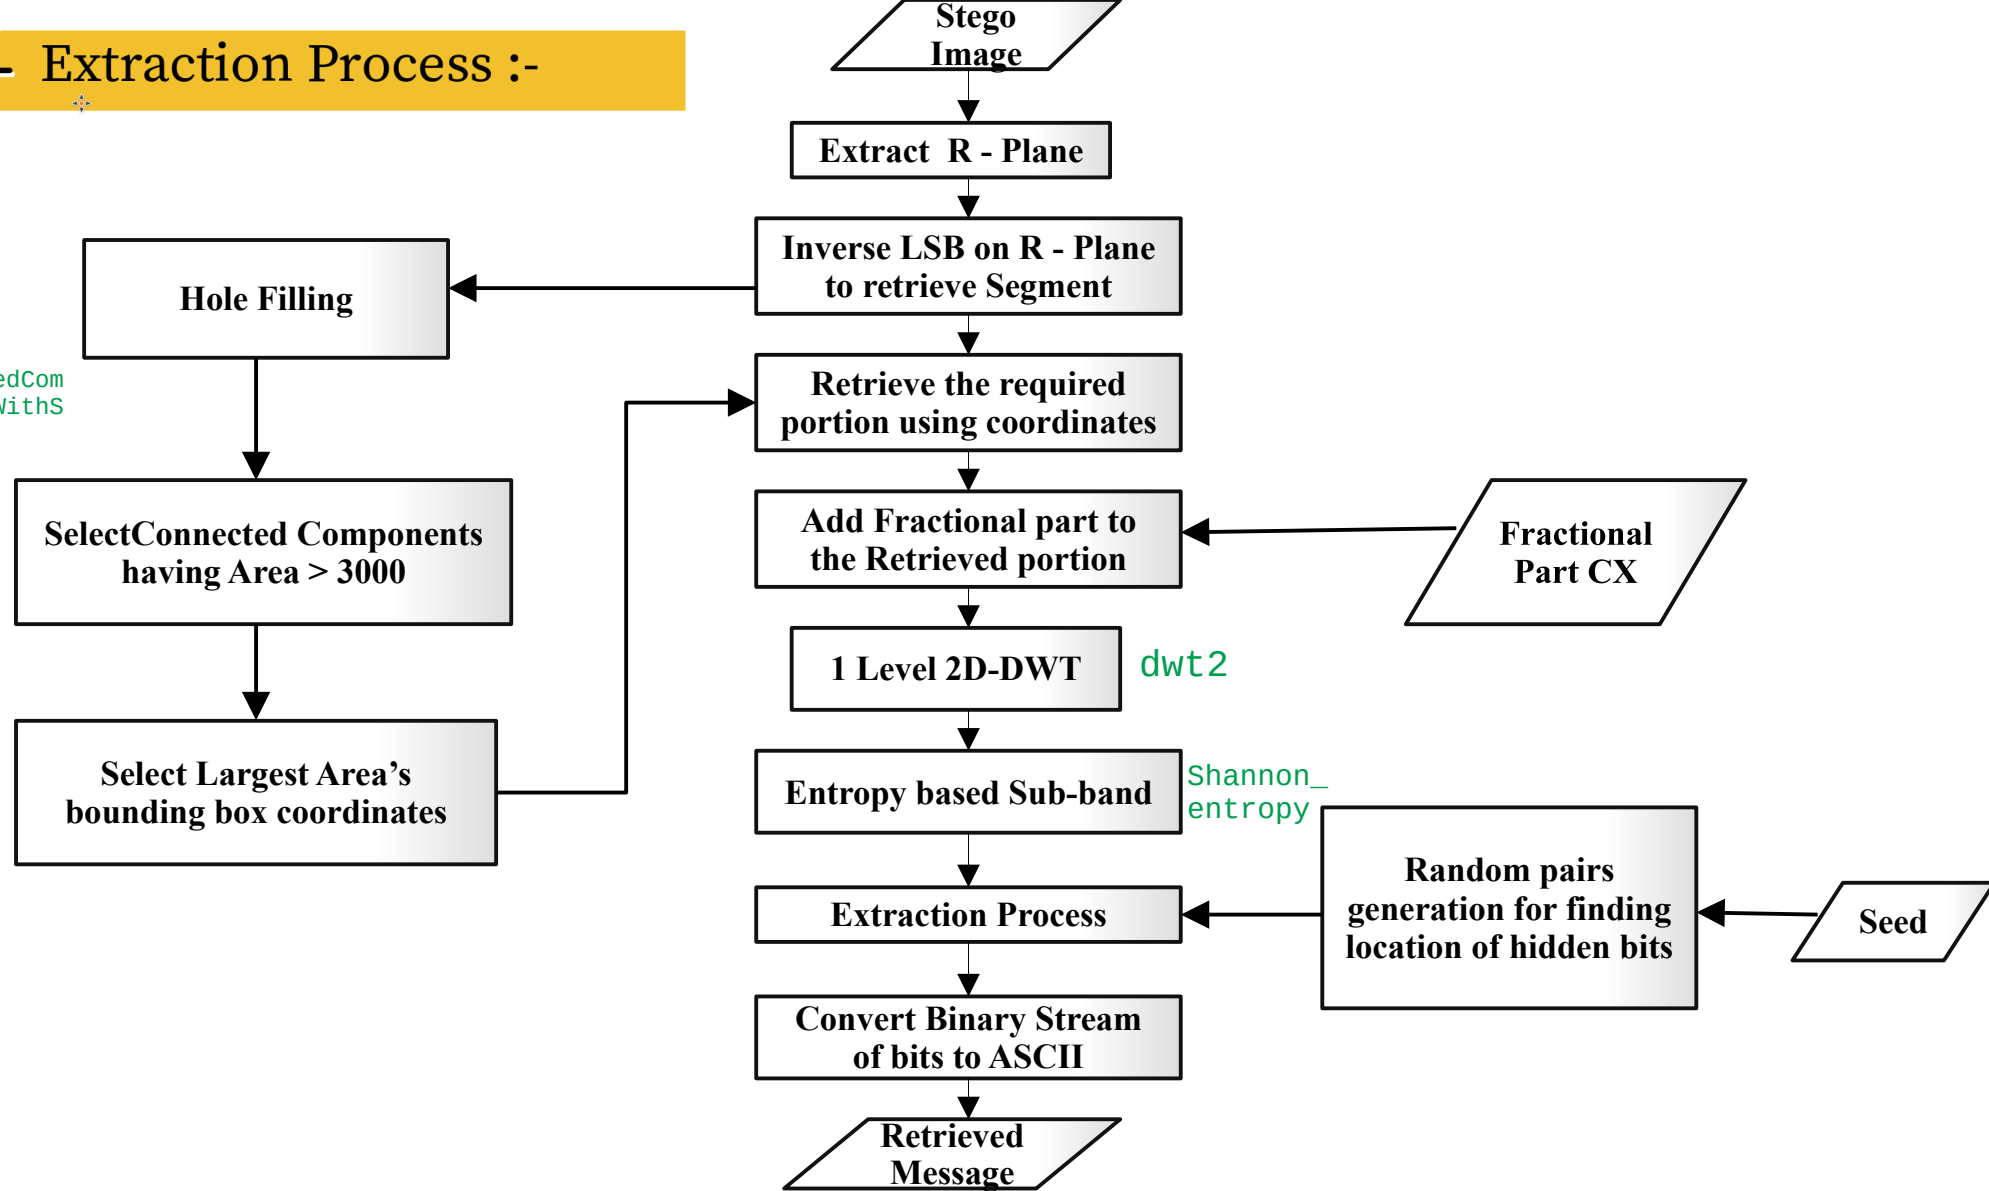 - Extraction Process :-
Stego
Image
Extract R - Plane
Inverse LSB on R - Plane
to retrieve Segment
Hole Filling
edCom
WithS
Retrieve the required
portion using coordinates
SelectConnected Components
having Area > 3000
Add Fractional part to
the Retrieved portion
Fractional
Part CX
1 Level 2D-DWT
dwt2
Select Largest Area’s
bounding box coordinates
Entropy based Sub-band
Shannon_
entropy
Random pairs
generation for finding
location of hidden bits
Seed
Extraction Process
Convert Binary Stream
of bits to ASCII
Retrieved
Message